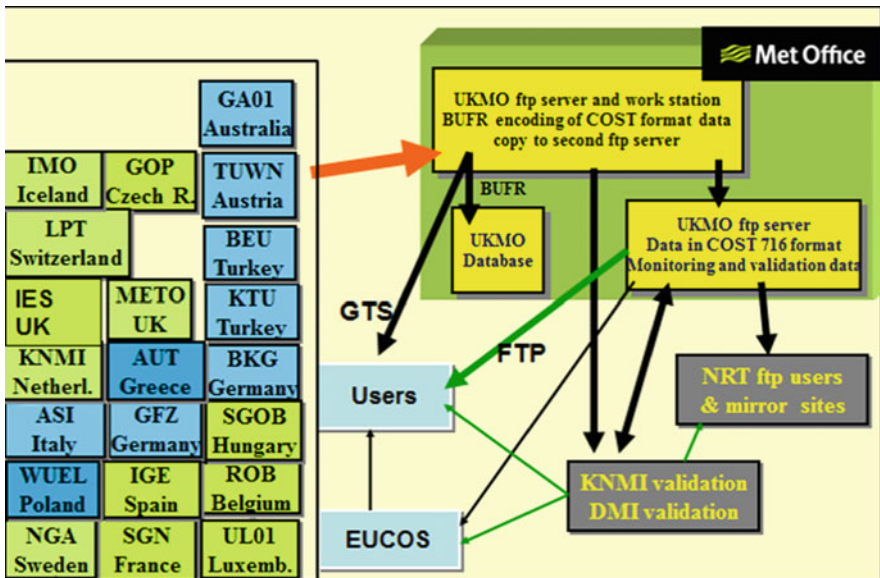 Met Office
GA01
Australia
UKMO ftp server and work station
BUFR encoding of COST format data
copy to second ftp server
IMO
Iceland
GOP
Czech R.
TUWN
Austria
BUFR
LPT
Switzerland
BEU
Turkey
UKMO
Database
UKMO ftp server
Data in COST 716 format
Monitoring and validation data
IES
UK
METO
UK
KTU
Turkey
GTS
FTP
KNMI
Netherl.
AUT
Greece
BKG
Germany
Users
NRT ftp users
& mirror sites
ASI
Italy
GFZ
Germany
SGOB
Hungary
WUEL
Poland
IGE
Spain
ROB
Belgium
KNMI validation
DMI validation
NGA
Sweden
SGN
France
UL01
Luxemb.
EUCOS